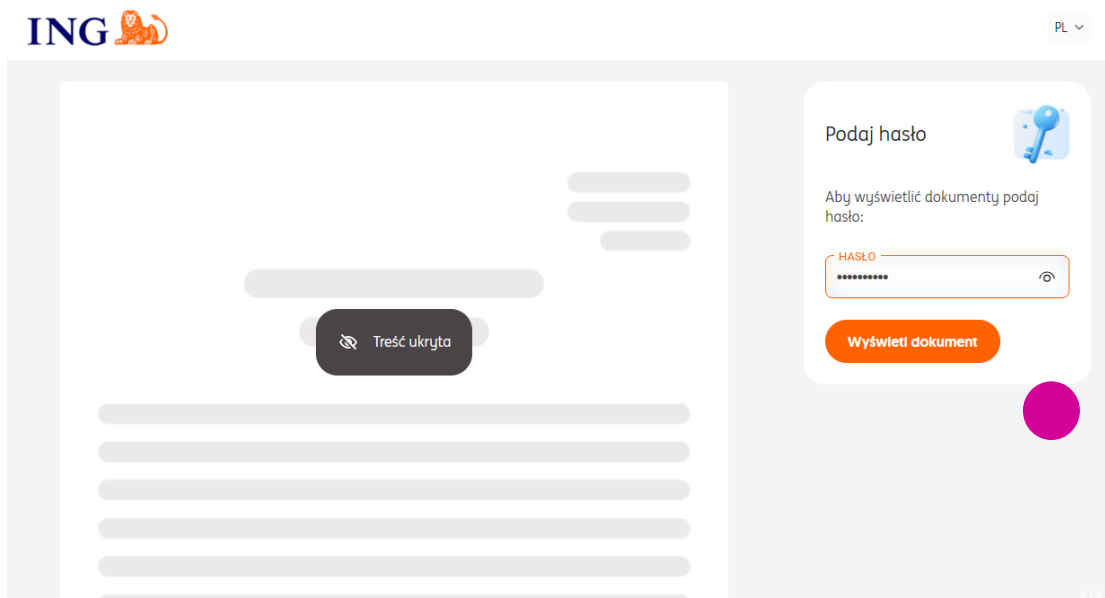 ING
PL
Podaj hasło
Aby wyświetlić dokumenty podaj
hasło:
HASŁO
••••••••••
Wyświetl dokument
Treść ukryta